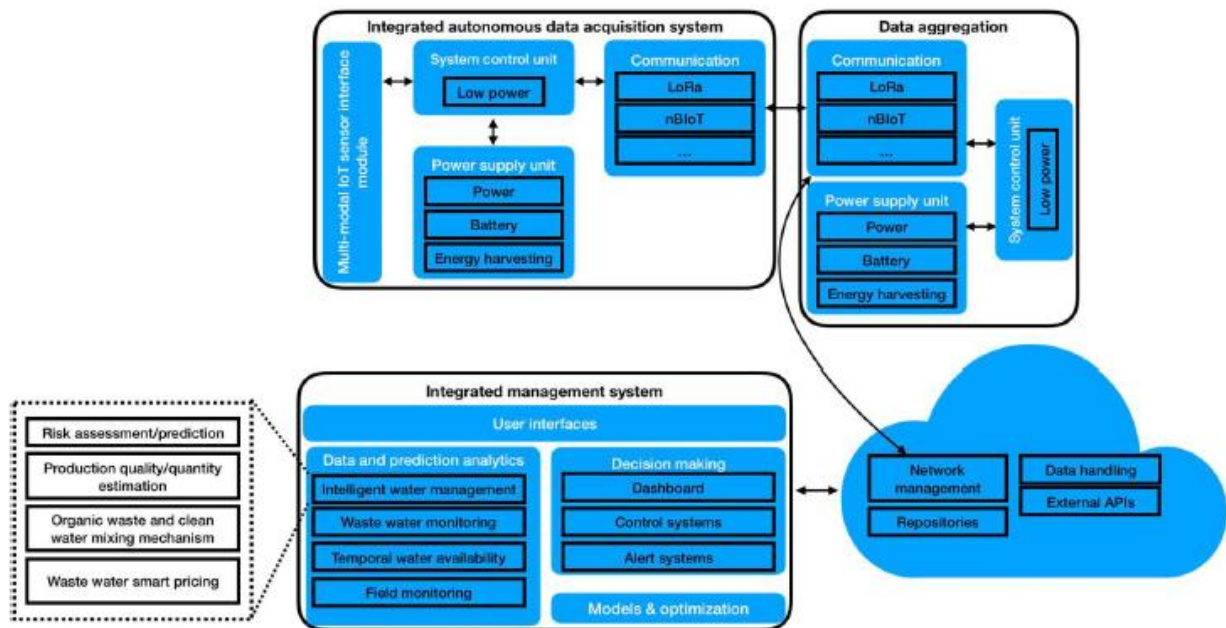 Integrated autonomous data acquisition system
Multi-modal IoT sensor interface
module
System control unit
Low power
Power supply unit
Power
Battery
Energy harvesting
Communication
LoRa
nBIoT
...
Data aggregation
Communication
LoRa
nBIoT
...
Power supply unit
Power
Battery
Energy harvesting
System control unit
Low power
Risk assessment/prediction
Production quality/quantity
estimation
Organic waste and clean
water mixing mechanism
Waste water smart pricing
Integrated management system
User interfaces
Data and prediction analytics
Intelligent water management
Waste water monitoring
Temporal water availability
Field monitoring
Decision making
Dashboard
Control systems
Alert systems
Models & optimization
Network
management
Repositories
Data handling
External APIs